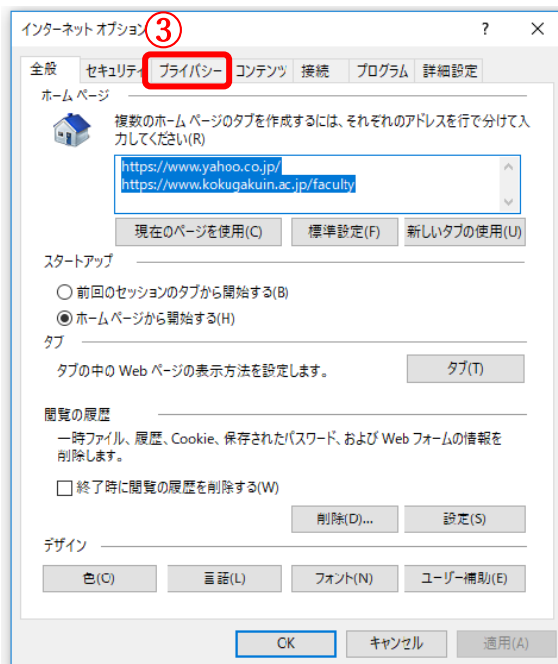 インターネット オプション
③
? ×
全般 セキュリティ プライバシー コンテンツ 接続 プログラム 詳細設定
ホーム ページ
複数のホーム ページのタブを作成するには、それぞれのアドレスを行で分けて入
力してください(R)
https://www.yahoo.co.jp/
https://www.kokugakuin.ac.jp/faculty
現在のページを使用(C) 標準設定(F) 新しいタブの使用(U)
スタートアップ
前回のセッションのタブから開始する(B)
ホーム ページから開始する(H)
タブ
タブの中の Web ページの表示方法を設定します。 タブ(T)
閲覧の履歴
一時ファイル、履歴、Cookie、保存されたパスワード、および Web フォームの情報を
削除します。
終了時に閲覧の履歴を削除する(W)
削除(D)... 設定(S)
デザイン
色(O) 言語(L) フォント(N) ユーザー補助(E)
OK キャンセル 適用(A)